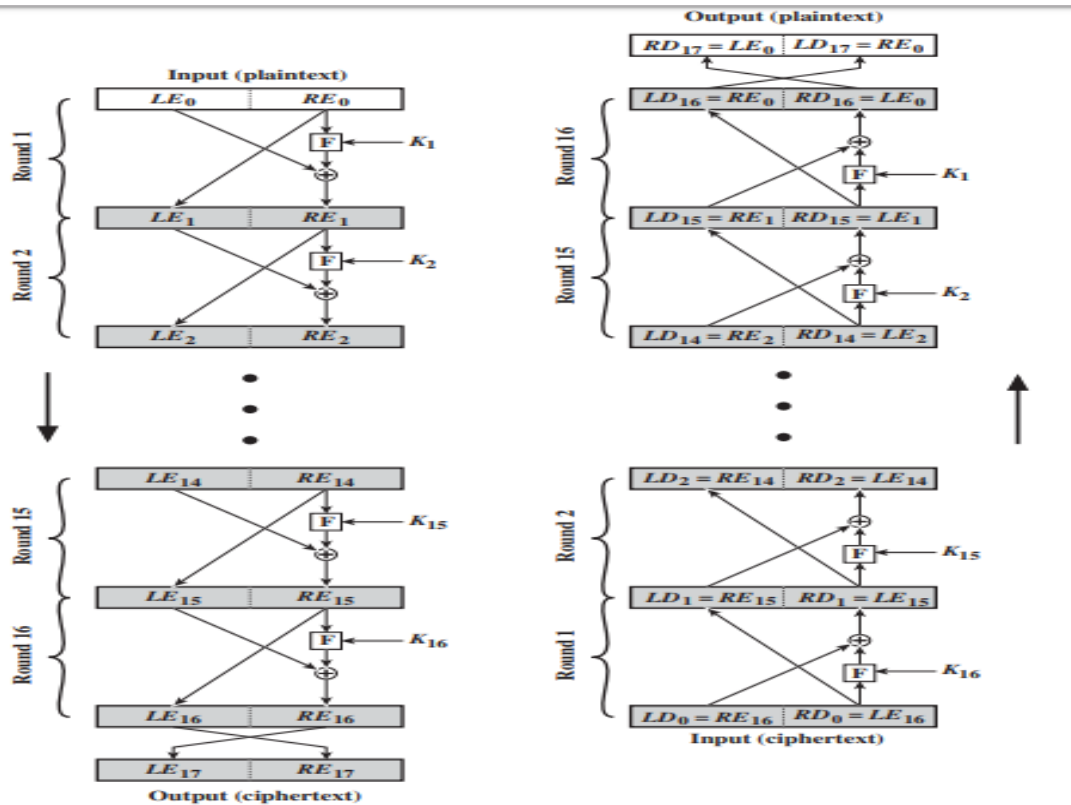 Input (plaintext)
LE₀ RE₀
F K₁
Round 1
LE₁ RE₁
F K₂
Round 2
LE₂ RE₂
LE₁₄ RE₁₄
F K₁₅
Round 15
LE₁₅ RE₁₅
F K₁₆
Round 16
LE₁₆ RE₁₆
LE₁₇ RE₁₇
Output (ciphertext)
Output (plaintext)
RD₁₇ = LE₀ LD₁₇ = RE₀
LD₁₆ = RE₀ RD₁₆ = LE₀
Round 16
F K₁
LD₁₅ = RE₁ RD₁₅ = LE₁
Round 15
F K₂
LD₁₄ = RE₂ RD₁₄ = LE₂
LD₂ = RE₁₄ RD₂ = LE₁₄
Round 2
F K₁₅
LD₁ = RE₁₅ RD₁ = LE₁₅
Round 1
F K₁₆
LD₀ = RE₁₆ RD₀ = LE₁₆
Input (ciphertext)